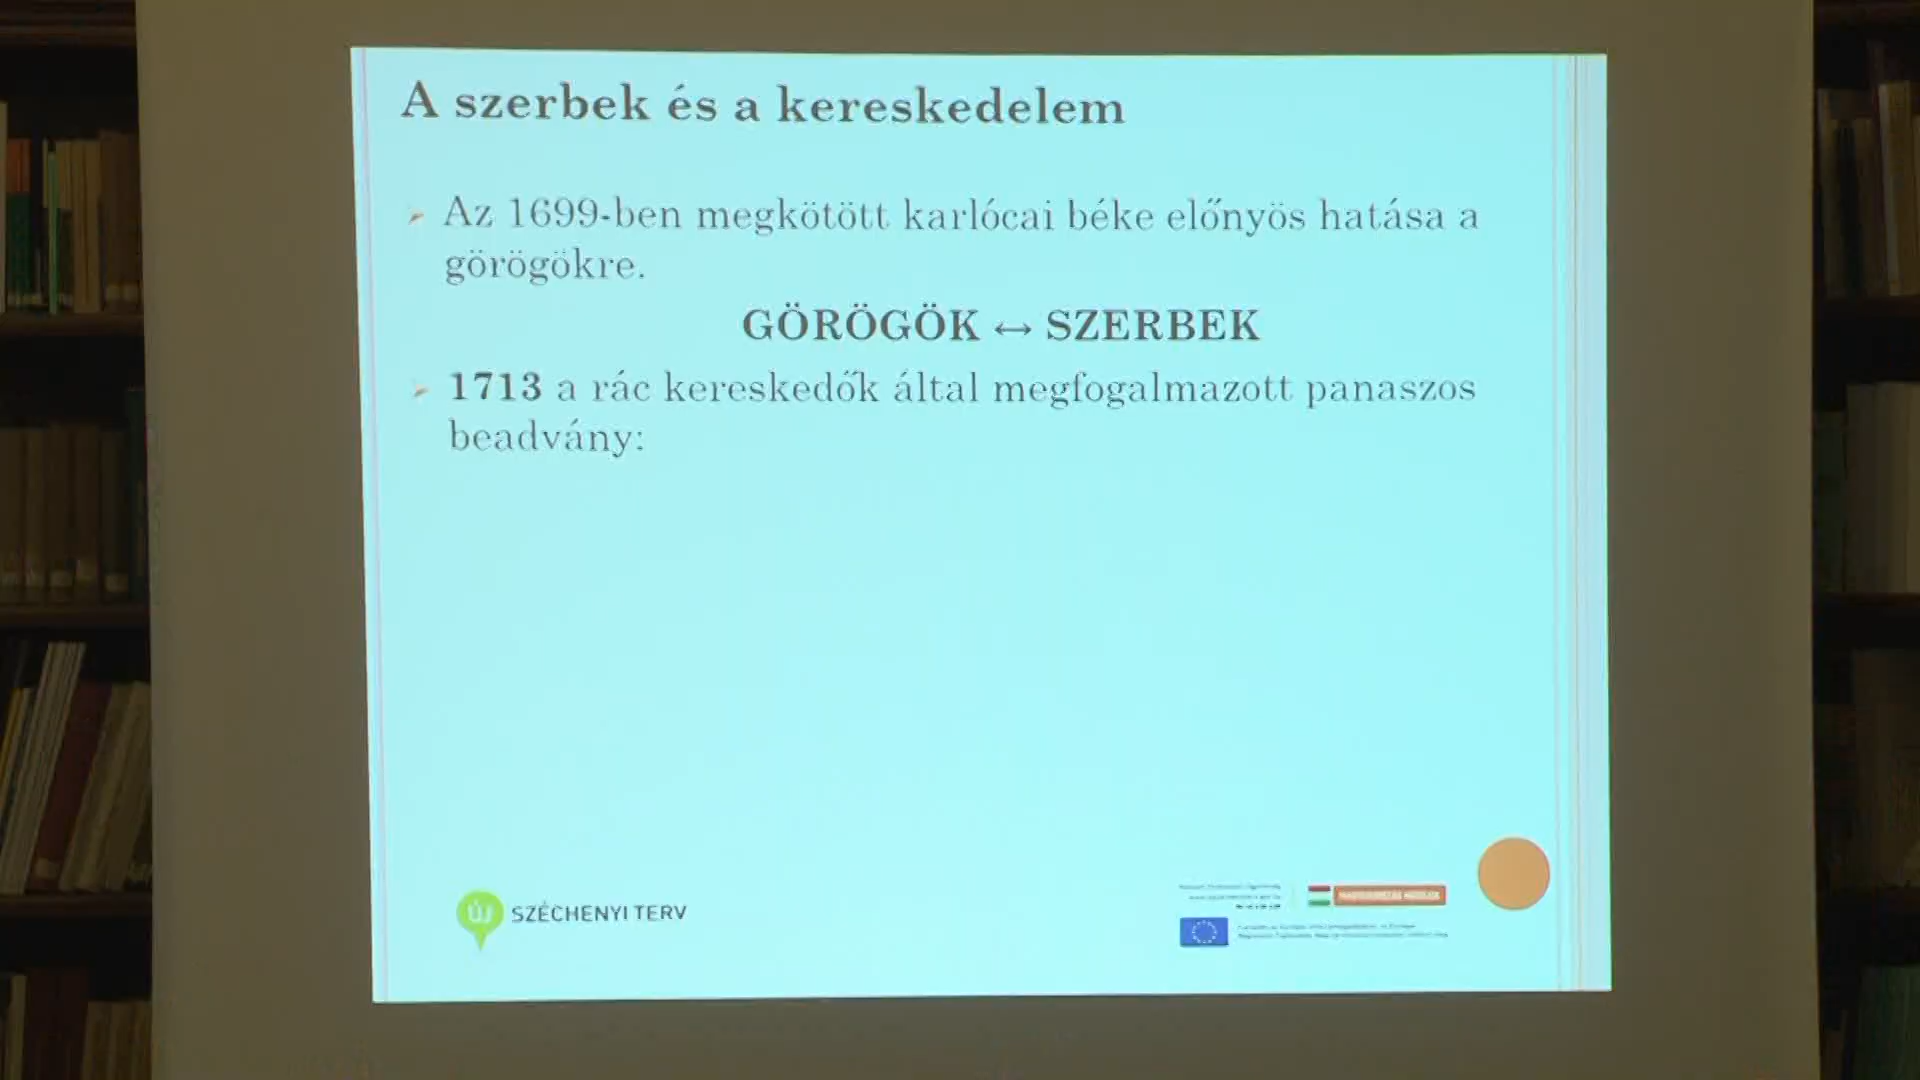 A szerbek és a kereskedelem
Az 1699-ben megkötött karlócai béke előnyös hatása a
görögökre.
GÖRÖGÖK ↔ SZERBEK
1713 a rác kereskedők által megfogalmazott panaszos
beadvány:
ÚJ SZÉCHENYI TERV